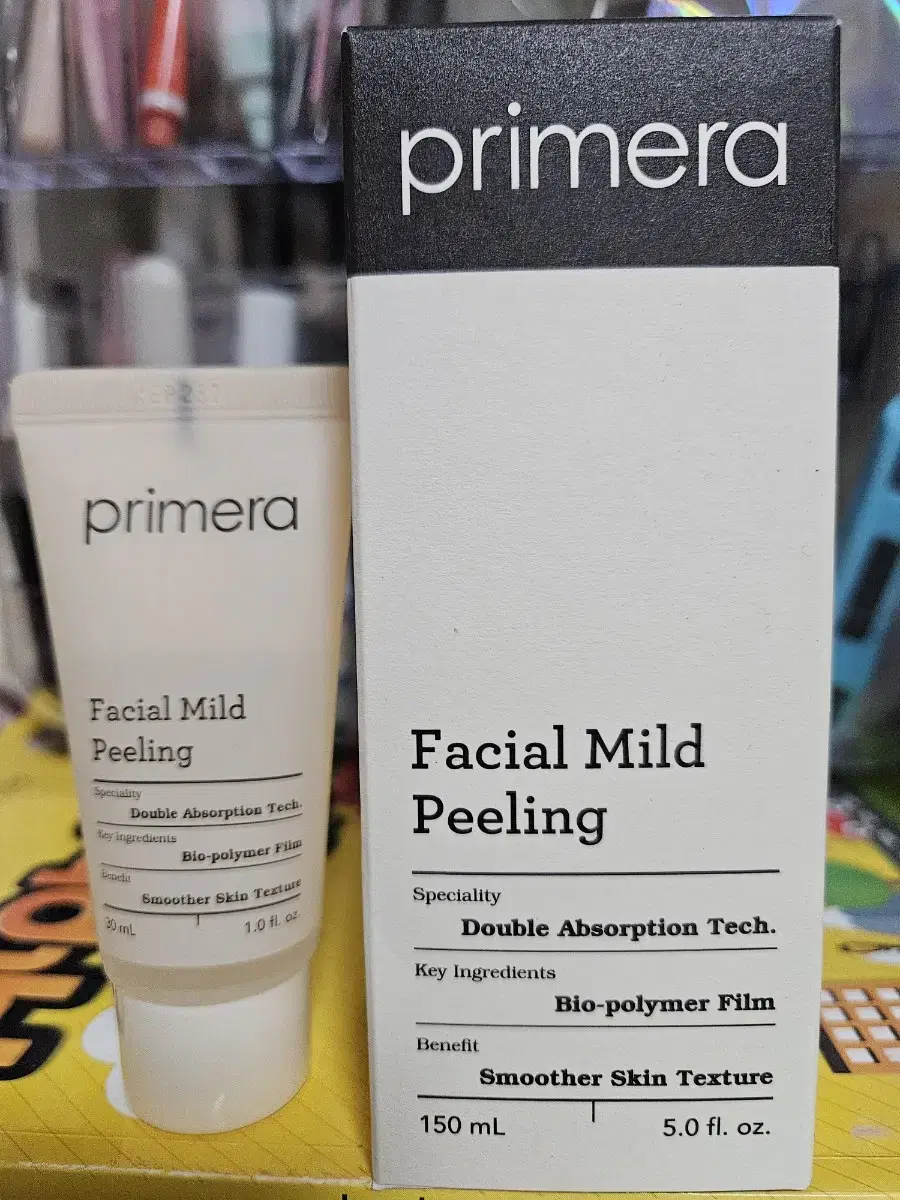 primera
Facial Mild
Peeling
Speciality
Double Absorption Tech.
Key Ingredients
Bio-polymer Film
Benefit
Smoother Skin Texture
30 mL 1.0 fl. oz.
primera
Facial Mild
Peeling
Speciality
Double Absorption Tech.
Key Ingredients
Bio-polymer Film
Benefit
Smoother Skin Texture
150 mL 5.0 fl. oz.